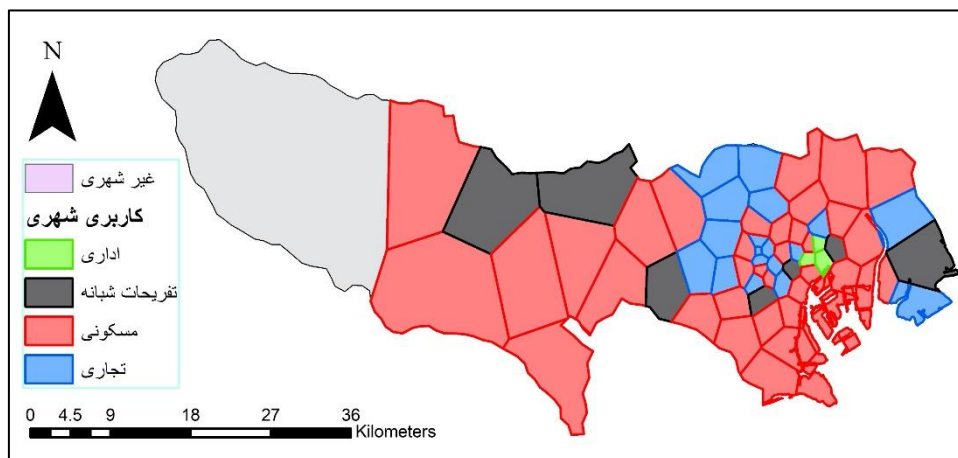 N
غیر شهری
کاربری شهری
اداری
تفریحات شبانه
مسکونی
تجاری
0 4.5 9 18 27 36
Kilometers